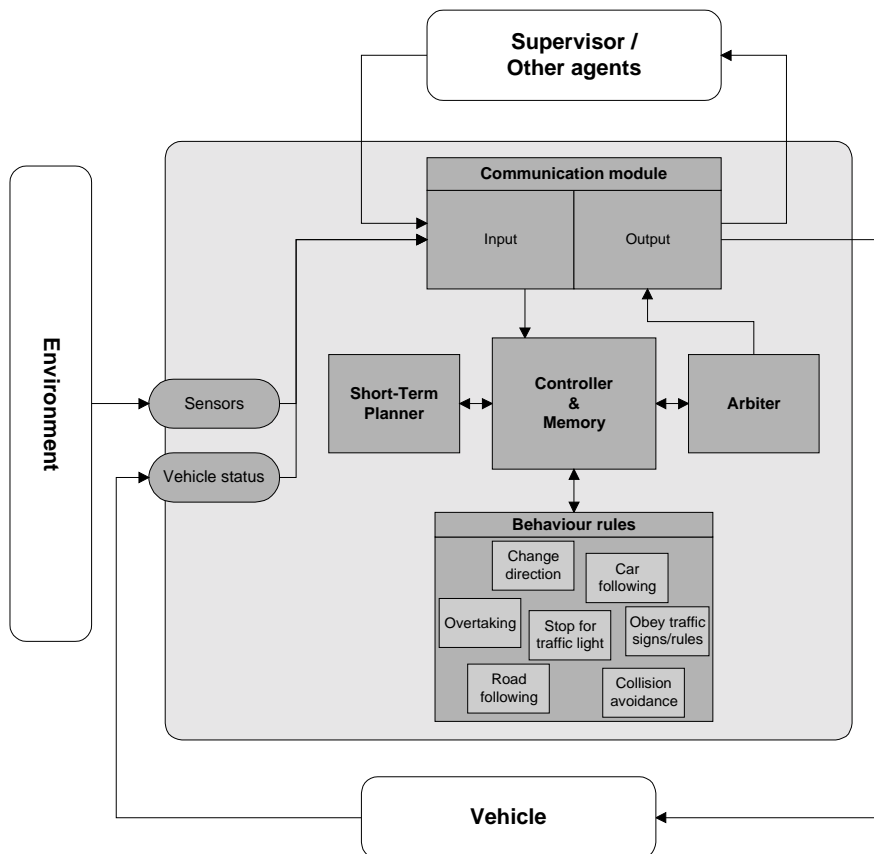 Supervisor /
Other agents
Communication module
Input
Output
Environment
Sensors
Vehicle status
Short-Term
Planner
Controller
&
Memory
Arbiter
Behaviour rules
Change
direction
Car
following
Overtaking
Stop for
traffic light
Obey traffic
signs/rules
Road
following
Collision
avoidance
Vehicle